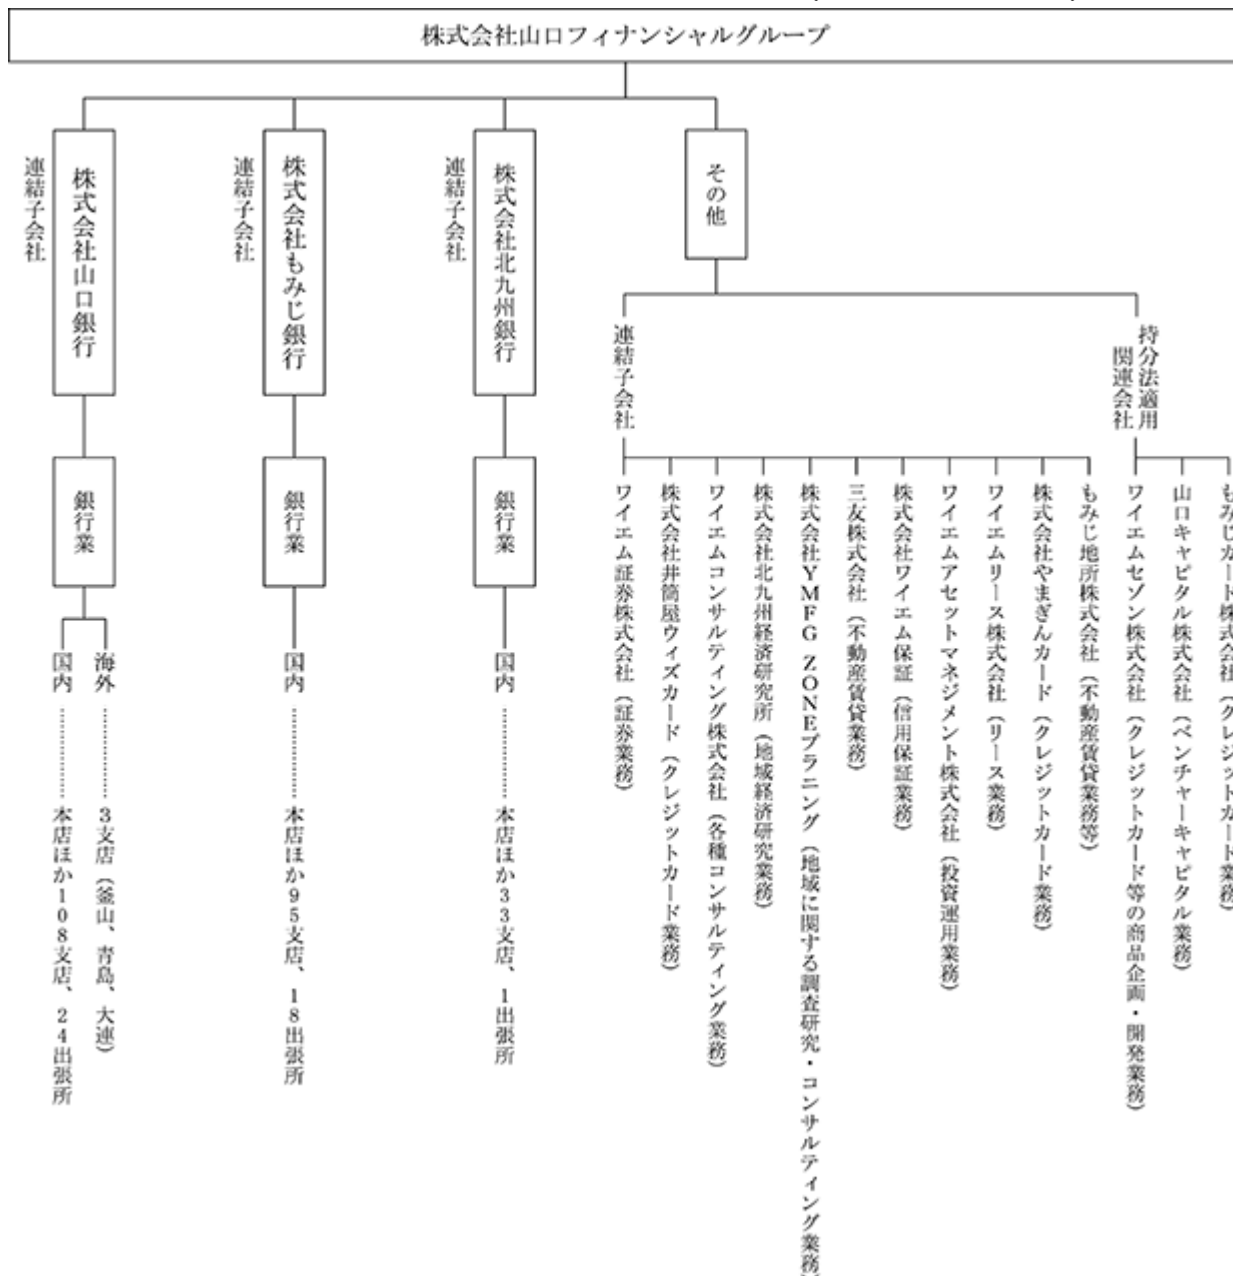 株式会社山口フィナンシャルグループ
連結子会社
株式会社山口銀行
銀行業
国内………………本店ほか108支店、24出張所
海外………………3支店（釜山、青島、大連）
連結子会社
株式会社もみじ銀行
銀行業
国内………………本店ほか95支店、18出張所
連結子会社
株式会社北九州銀行
銀行業
国内………………本店ほか33支店、1出張所
その他
連結子会社
ワイエム証券株式会社（証券業務）
株式会社井筒屋ウィズカード（クレジットカード業務）
ワイエムコンサルティング株式会社（各種コンサルティング業務）
株式会社北九州経済研究所（地域経済研究業務）
株式会社YMFG ZONEプラニング（地域に関する調査研究・コンサルティング業務）
三友株式会社（不動産賃貸業務）
株式会社ワイエム保証（信用保証業務）
ワイエムアセットマネジメント株式会社（投資運用業務）
ワイエムリース株式会社（リース業務）
株式会社やまぎんカード（クレジットカード業務）
もみじ地所株式会社（不動産賃貸業務等）
持分法適用
関連会社
ワイエムセゾン株式会社（クレジットカード等の商品企画・開発業務）
山口キャピタル株式会社（ベンチャーキャピタル業務）
もみじカード株式会社（クレジットカード業務）